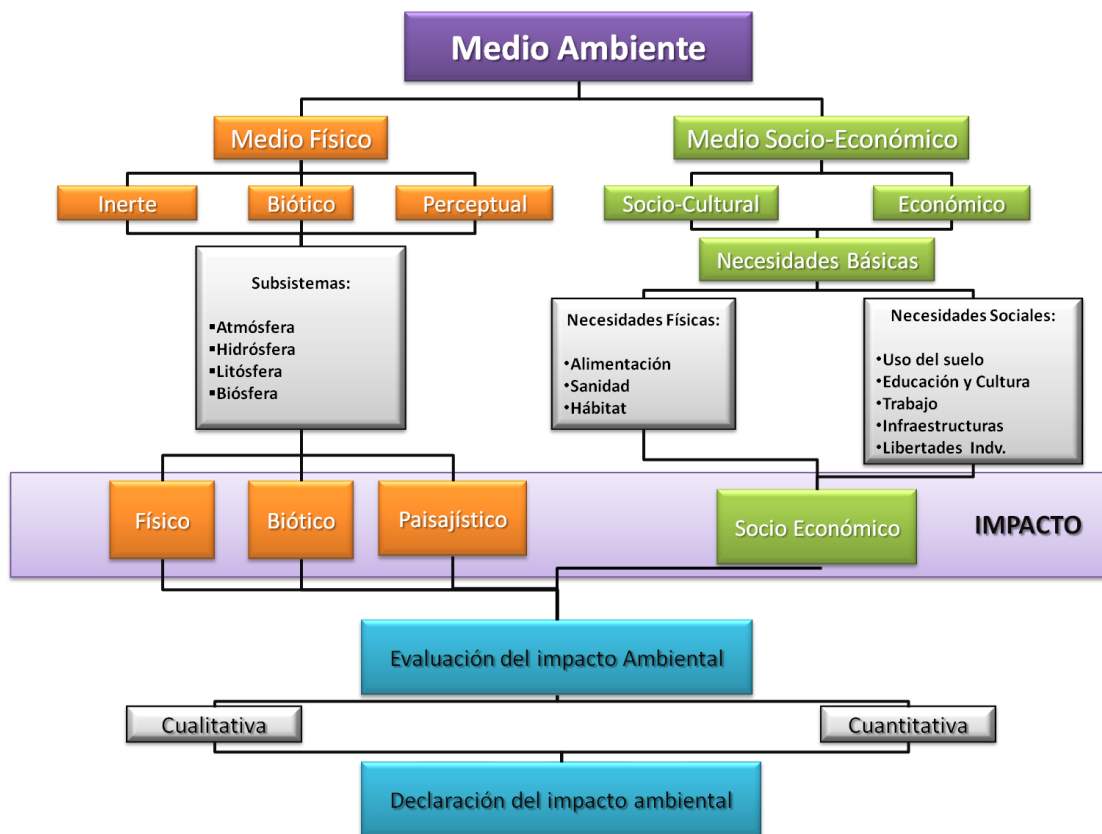 Medio Ambiente
Medio Físico
Medio Socio-Económico
Inerte
Biótico
Perceptual
Socio-Cultural
Económico
Necesidades Básicas
Subsistemas:
▪Atmósfera
▪Hidrósfera
▪Litósfera
▪Biósfera
Necesidades Físicas:
•Alimentación
•Sanidad
•Hábitat
Necesidades Sociales:
•Uso del suelo
•Educación y Cultura
•Trabajo
•Infraestructuras
•Libertades Indv.
Físico
Biótico
Paisajístico
Socio Económico
IMPACTO
Evaluación del impacto Ambiental
Cualitativa
Cuantitativa
Declaración del impacto ambiental